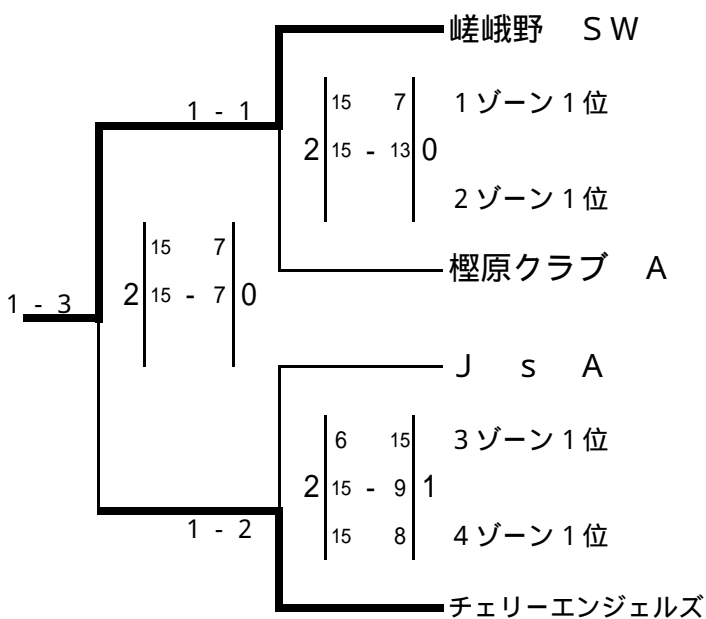 嵯峨野 SW
1 - 1
15 7
1ゾーン1位
2 15 - 13 0
2ゾーン1位
15 7
樫原クラブ A
2 15 - 7 0
1 - 3
J s A
6 15
3ゾーン1位
2 15 - 9 1
1 - 2
15 8
4ゾーン1位
チェリーエンジェルズ